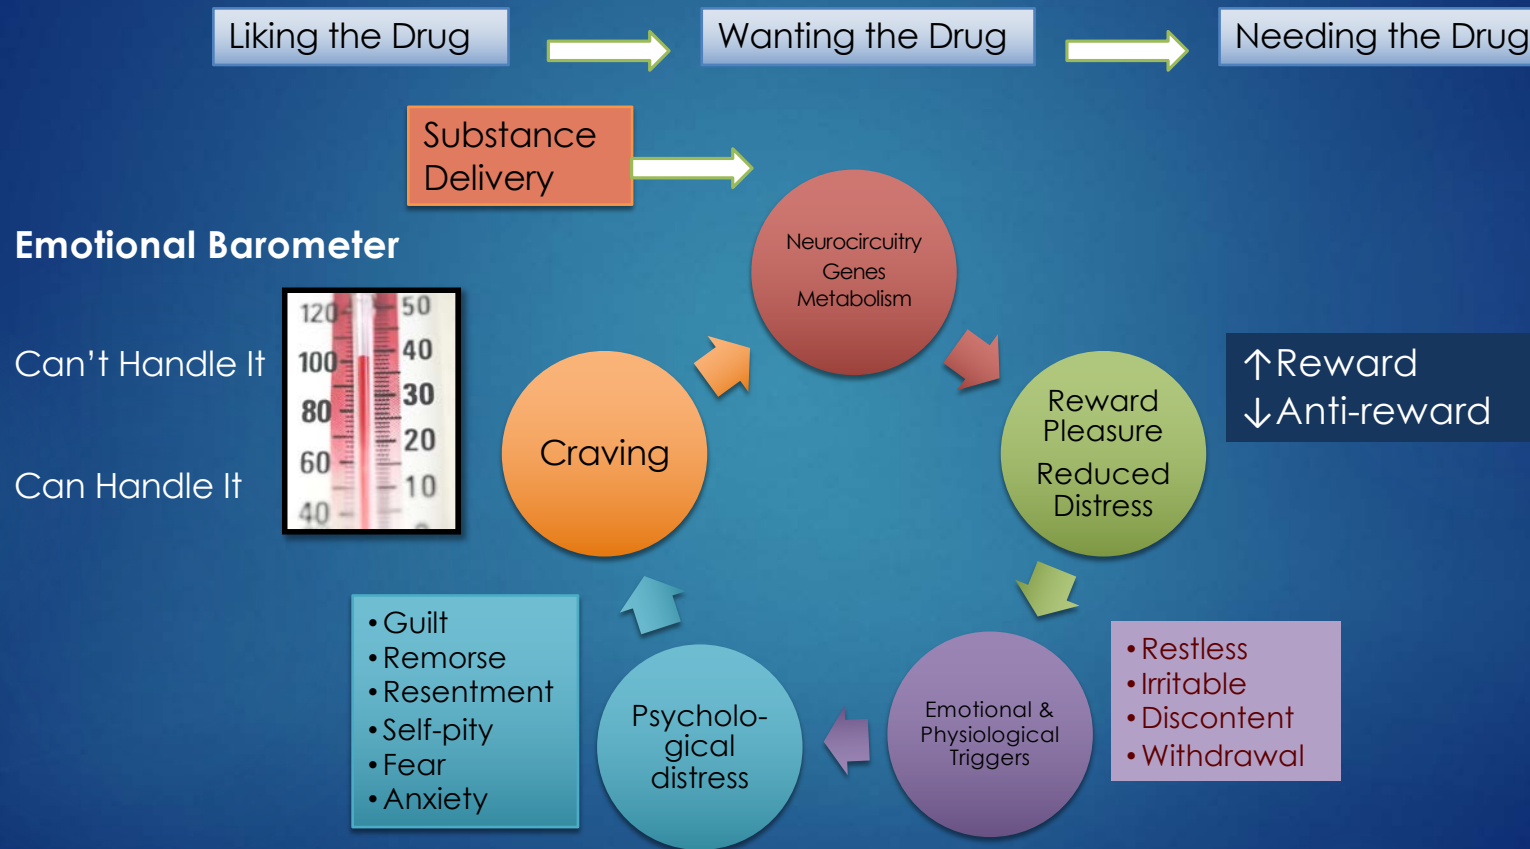 Liking the Drug
Wanting the Drug
Needing the Drug
Substance
Delivery
Emotional Barometer
Can't Handle It
Can Handle It
120
100
80
60
40
50
40
30
20
10
Neurocircuitry
Genes
Metabolism
Reward
Pleasure
Reduced
Distress
↑Reward
↓Anti-reward
Emotional &
Physiological
Triggers
• Restless
• Irritable
• Discontent
• Withdrawal
Psycholo-
gical
distress
• Guilt
• Remorse
• Resentment
• Self-pity
• Fear
• Anxiety
Craving